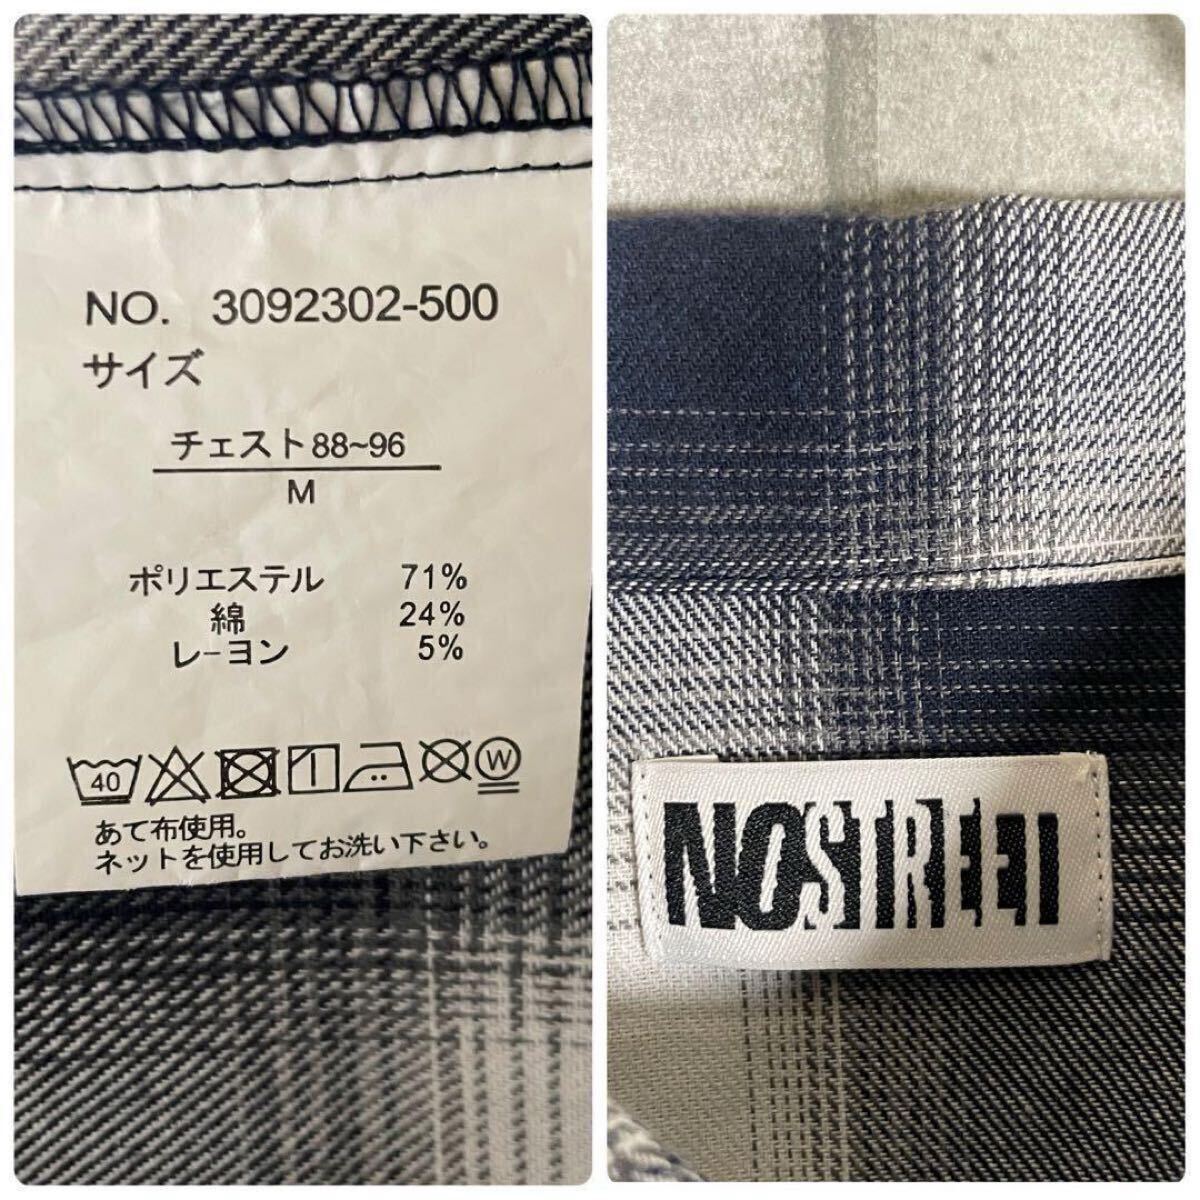 NO. 3092302-500
サイズ
チェスト88~96
M
ポリエステル 71%
綿 24%
レ-ヨン 5%
40 W
あて布使用。
ネットを使用してお洗い下さい。
NOSTREET